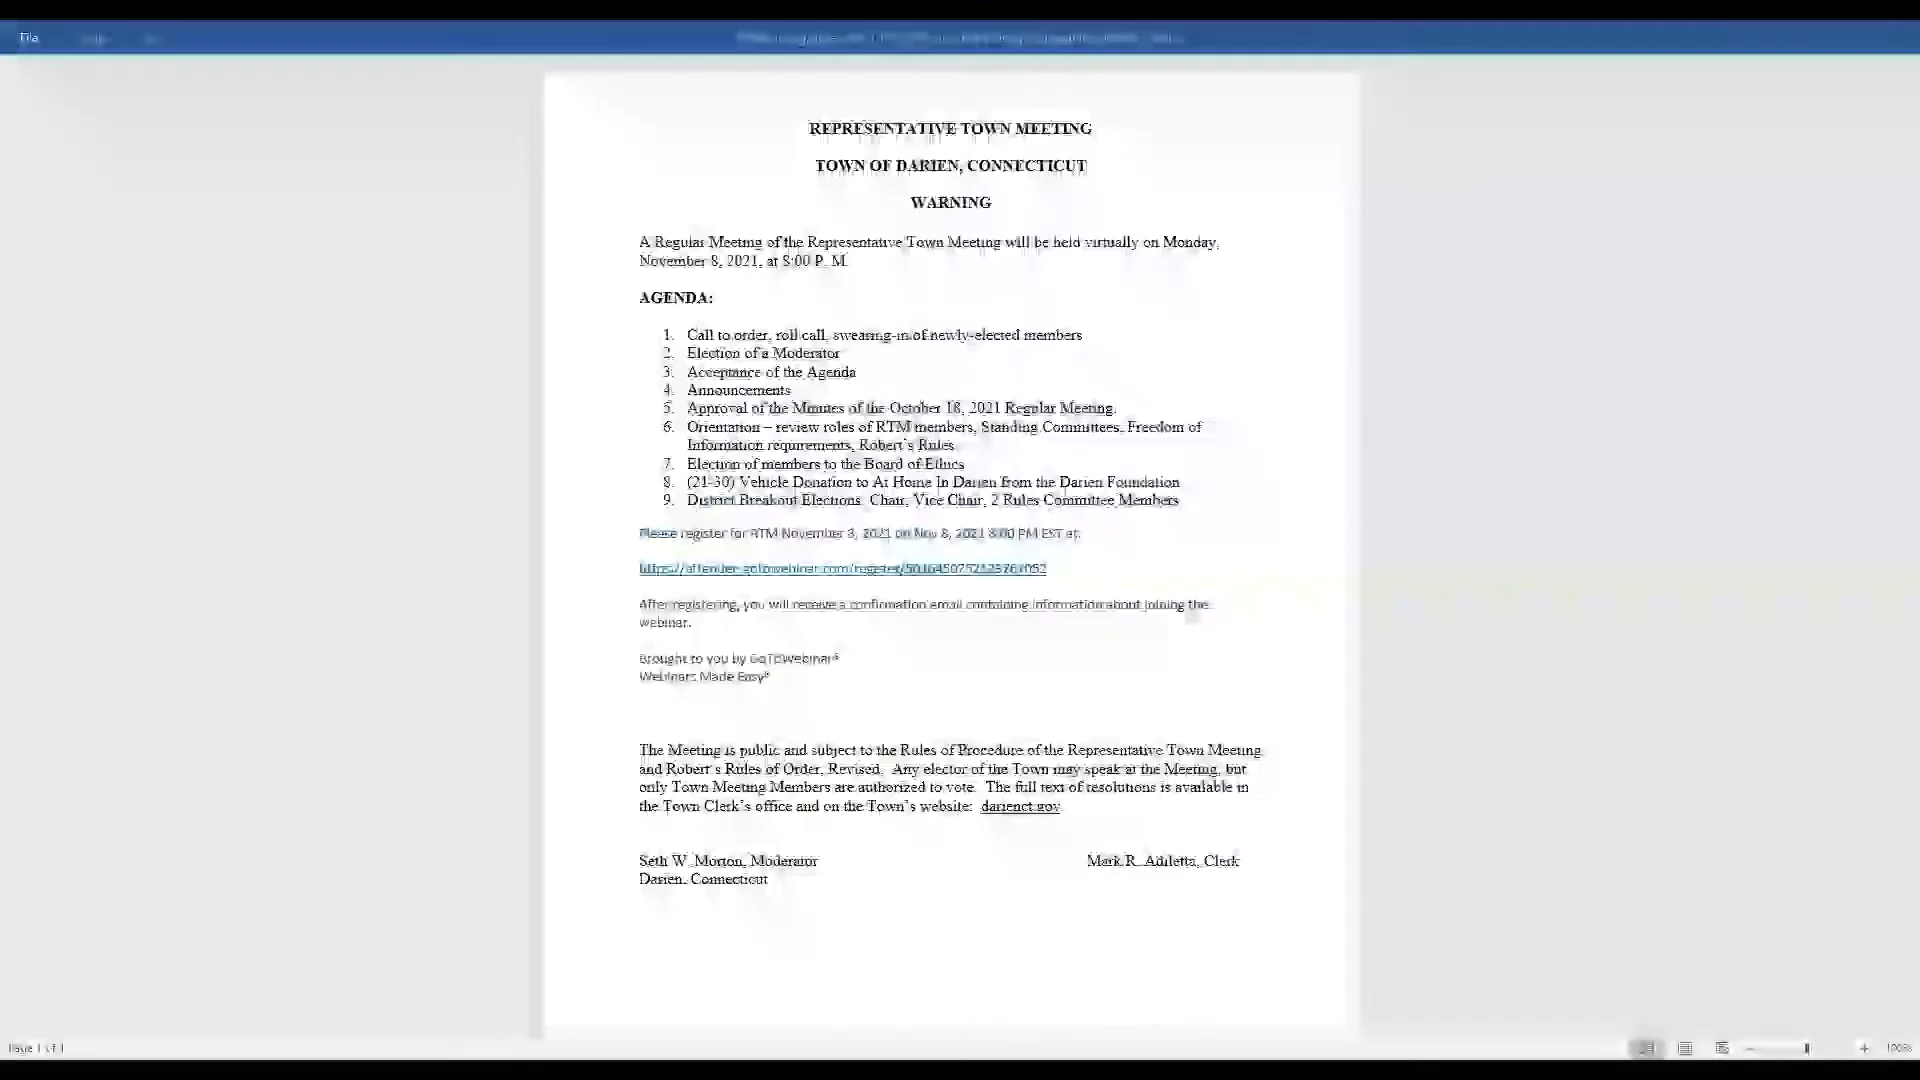 File
REPRESENTATIVE TOWN MEETING
TOWN OF DARIEN, CONNECTICUT
WARNING
A Regular Meeting of the Representative Town Meeting will be held virtually on Monday,
November 8, 2021, at 8:00 P. M.
AGENDA:
1. Call to order, roll call, swearing-in of newly-elected members
2. Election of a Moderator
3. Acceptance of the Agenda
4. Announcements
5. Approval of the Minutes of the October 18, 2021 Regular Meeting.
6. Orientation – review roles of RTM members, Standing Committees, Freedom of
Information requirements, Robert's Rules
7. Election of members to the Board of Ethics
8. (21-30) Vehicle Donation to At Home In Darien from the Darien Foundation
9. District Breakout Elections: Chair, Vice Chair, 2 Rules Committee Members
Please register for RTM November 8, 2021 on Nov 8, 2021 8:00 PM EST at:
https://attendee.gotowebinar.com/register/
After registering, you will receive a confirmation email containing information about joining the
webinar.
Brought to you by GoToWebinar®
Webinars Made Easy®
The Meeting is public and subject to the Rules of Procedure of the Representative Town Meeting
and Robert's Rules of Order, Revised. Any elector of the Town may speak at the Meeting, but
only Town Meeting Members are authorized to vote. The full text of resolutions is available in
the Town Clerk's office and on the Town's website: darienct.gov
Seth W. Morton, Moderator Mark R. Adiletta, Clerk
Darien, Connecticut
Page 1 of 1
100%